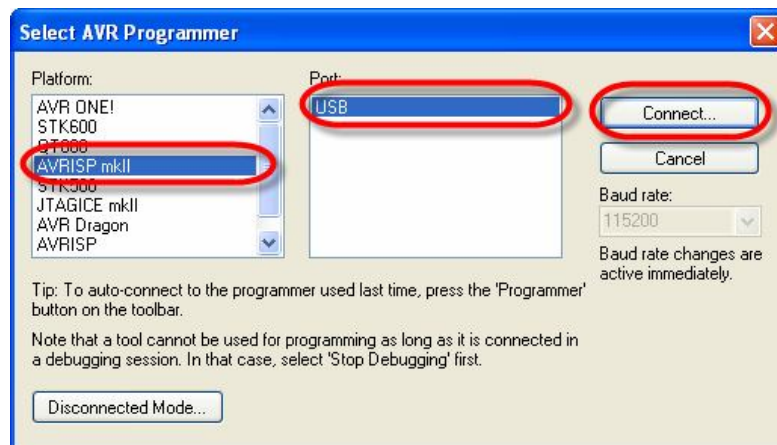 Select AVR Programmer
Platform:
AVR ONE!
STK600
QT600
AVRISP mkII
STK500
JTAGICE mkII
AVR Dragon
AVRISP
Port:
USB
Connect...
Cancel
Baud rate:
115200
Baud rate changes are
active immediately.
Tip: To auto-connect to the programmer used last time, press the 'Programmer'
button on the toolbar.
Note that a tool cannot be used for programming as long as it is connected in
a debugging session. In that case, select 'Stop Debugging' first.
Disconnected Mode...